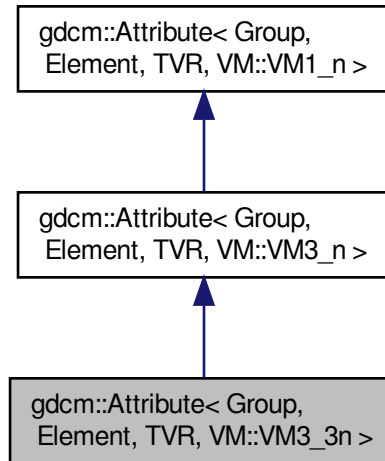 gdcm::Attribute< Group,
Element, TVR, VM::VM1_n >
gdcm::Attribute< Group,
Element, TVR, VM::VM3_n >
gdcm::Attribute< Group,
Element, TVR, VM::VM3_3n >